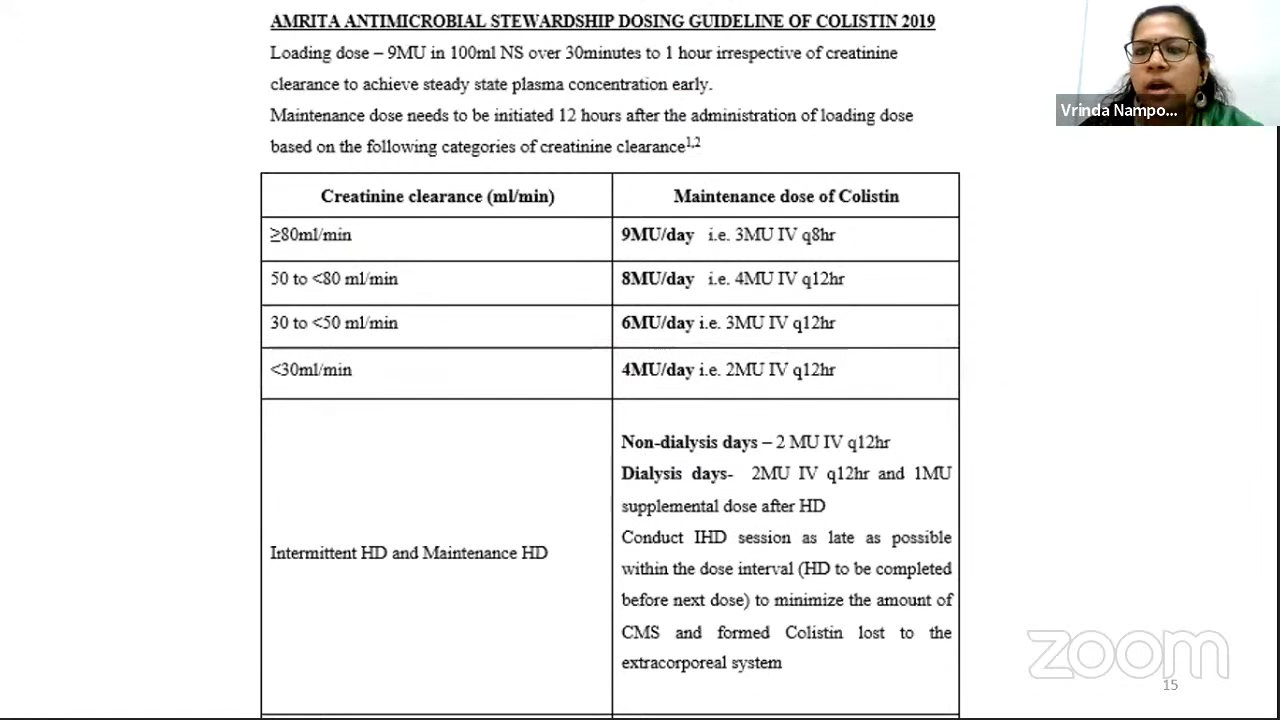 AMRITA ANTIMICROBIAL STEWARDSHIP DOSING GUIDELINE OF COLISTIN 2019
Loading dose – 9MU in 100ml NS over 30minutes to 1 hour irrespective of creatinine
clearance to achieve steady state plasma concentration early.
Maintenance dose needs to be initiated 12 hours after the administration of loading dose
based on the following categories of creatinine clearance1,2
Vrinda Nampo...
Creatinine clearance (ml/min)
Maintenance dose of Colistin
≥80ml/min
9MU/day i.e. 3MU IV q8hr
50 to <80 ml/min
8MU/day i.e. 4MU IV q12hr
30 to <50 ml/min
6MU/day i.e. 3MU IV q12hr
<30ml/min
4MU/day i.e. 2MU IV q12hr
Intermittent HD and Maintenance HD
Non-dialysis days – 2 MU IV q12hr
Dialysis days- 2MU IV q12hr and 1MU
supplemental dose after HD
Conduct IHD session as late as possible
within the dose interval (HD to be completed
before next dose) to minimize the amount of
CMS and formed Colistin lost to the
extracorporeal system
zoom
15